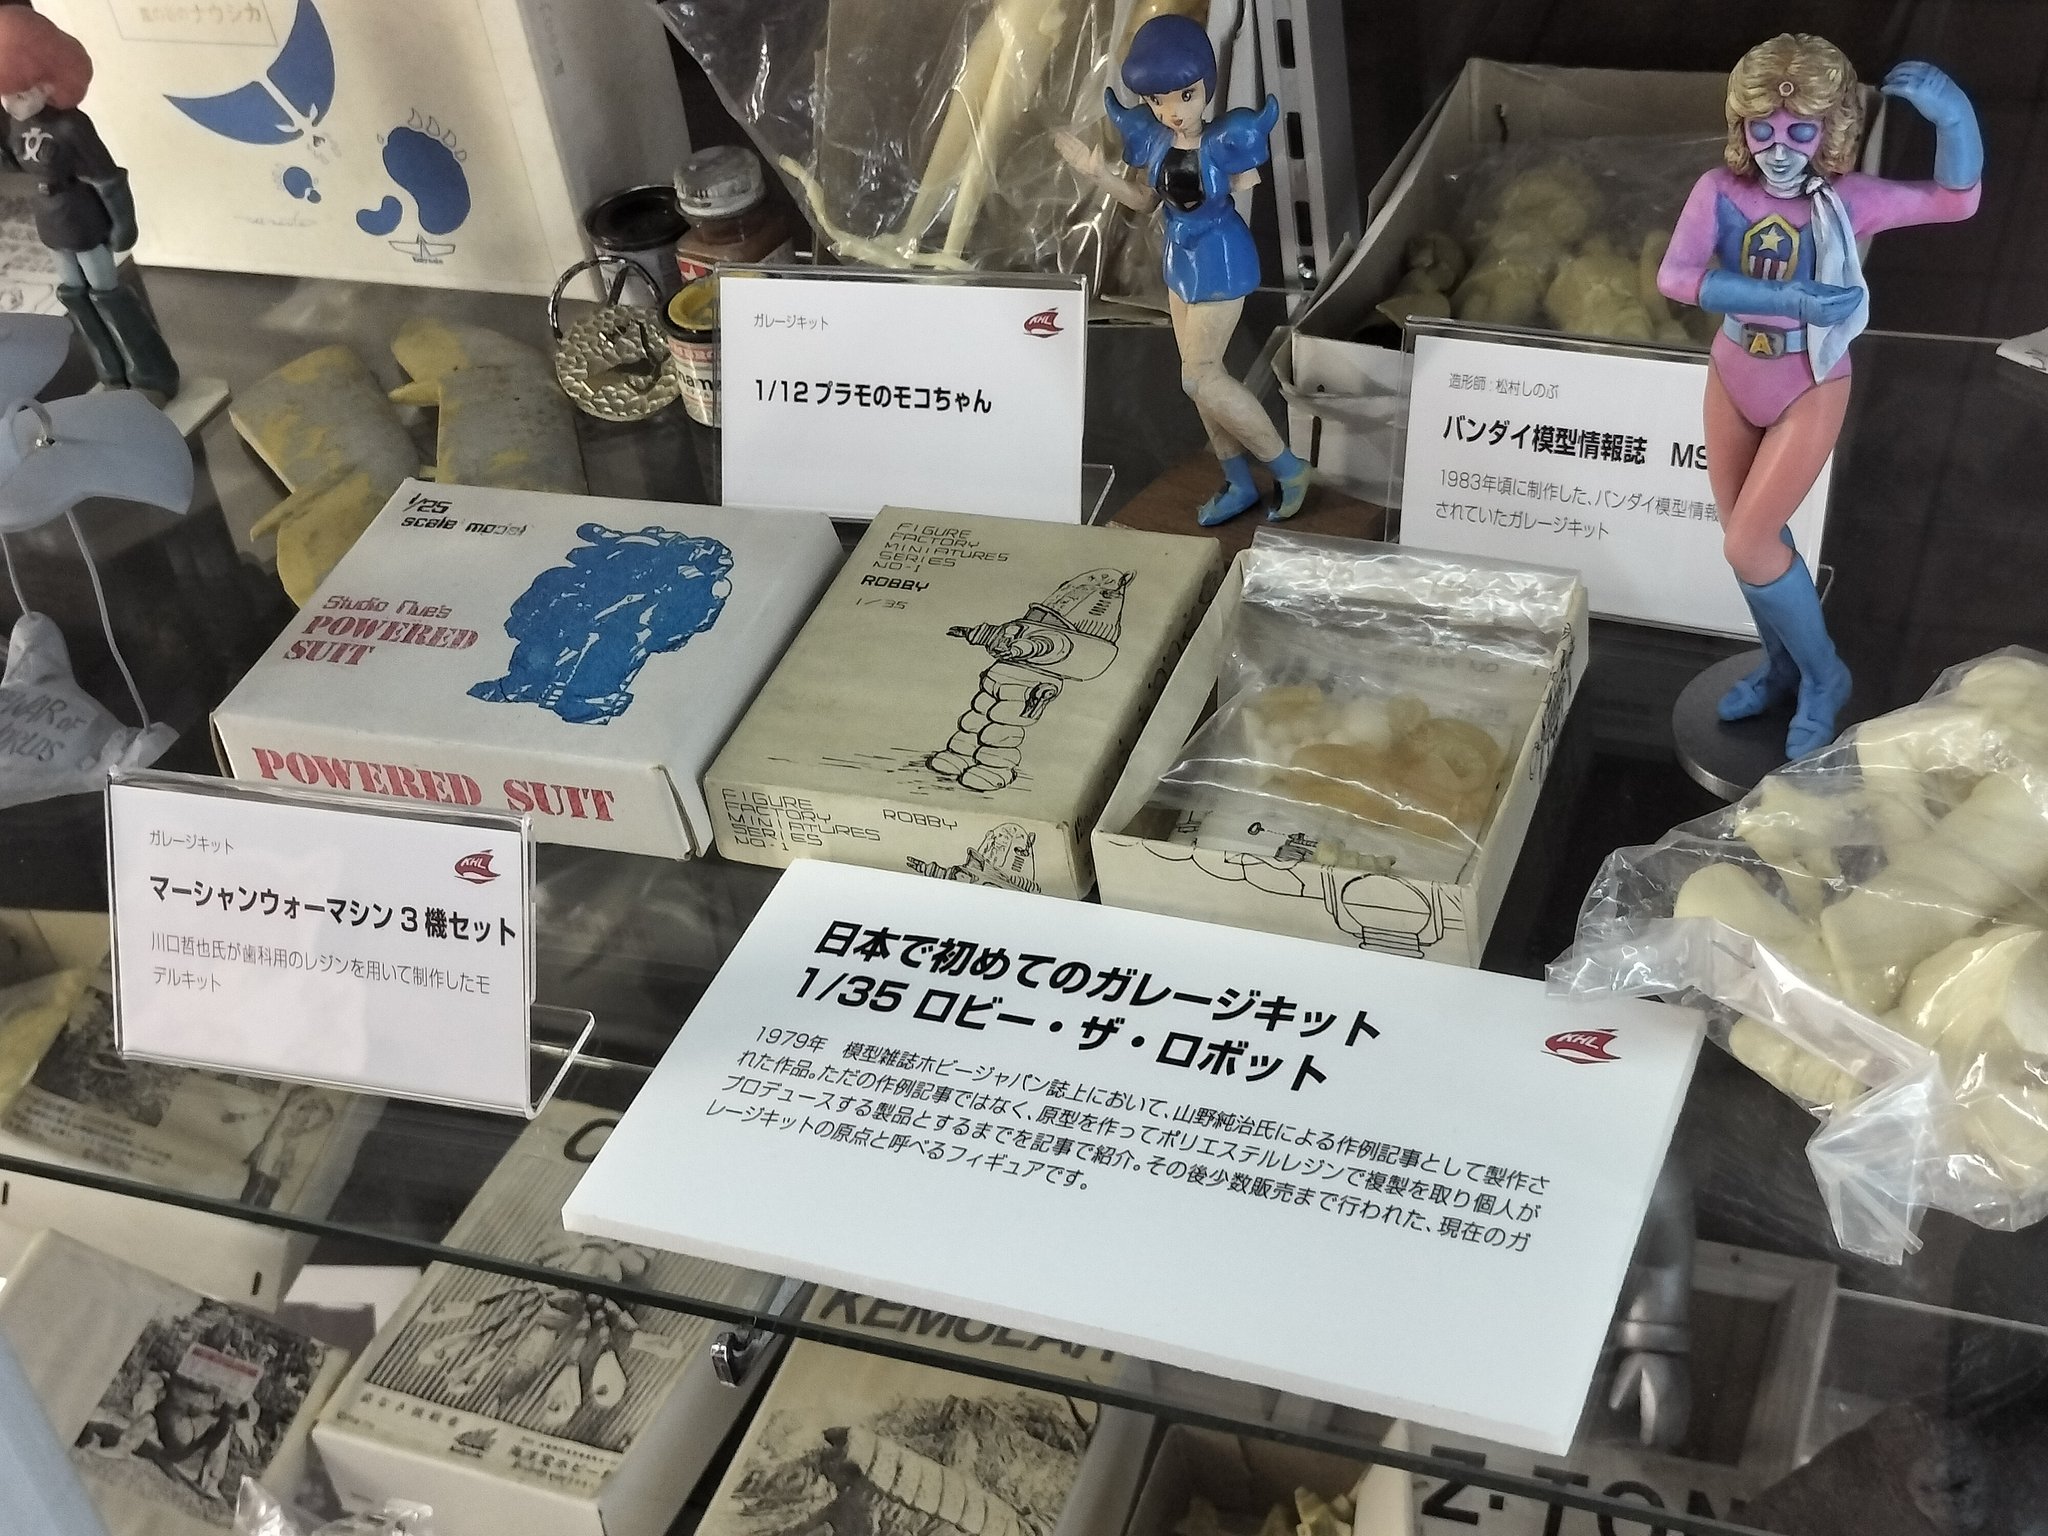 風の谷のナウシカ
ガレージキット
KHL
1/12 プラモのモコちゃん
造形師 : 松村しのぶ
バンダイ模型情報誌 MS
1983年頃に制作した、バンダイ模型情報
されていたガレージキット
A
1/25
scale model
Studio Nue's
POWERED
SUIT
POWERED SUIT
FIGURE
FACTORY
MINIATURES
SERIES
NO-1
ROBBY
1/35
FIGURE
FACTORY
MINIATURES
SERIES
NO-1
ROBBY
WAR OF
ガレージキット
KHL
マーシャンウォーマシン 3 機セット
川口哲也氏が歯科用のレジンを用いて制作したモ
デルキット
日本で初めてのガレージキット
1/35 ロビー・ザ・ロボット
KHL
1979年 模型雑誌ホビージャパン誌上において、山野純治氏による作例記事として製作さ
れた作品。ただの作例記事ではなく、原型を作ってポリエステルレジンで複製を取り個人が
プロデュースする製品とするまでを記事で紹介。その後少数販売まで行われた、現在のガ
レージキットの原点と呼べるフィギュアです。
KEMULAR
Z·TON